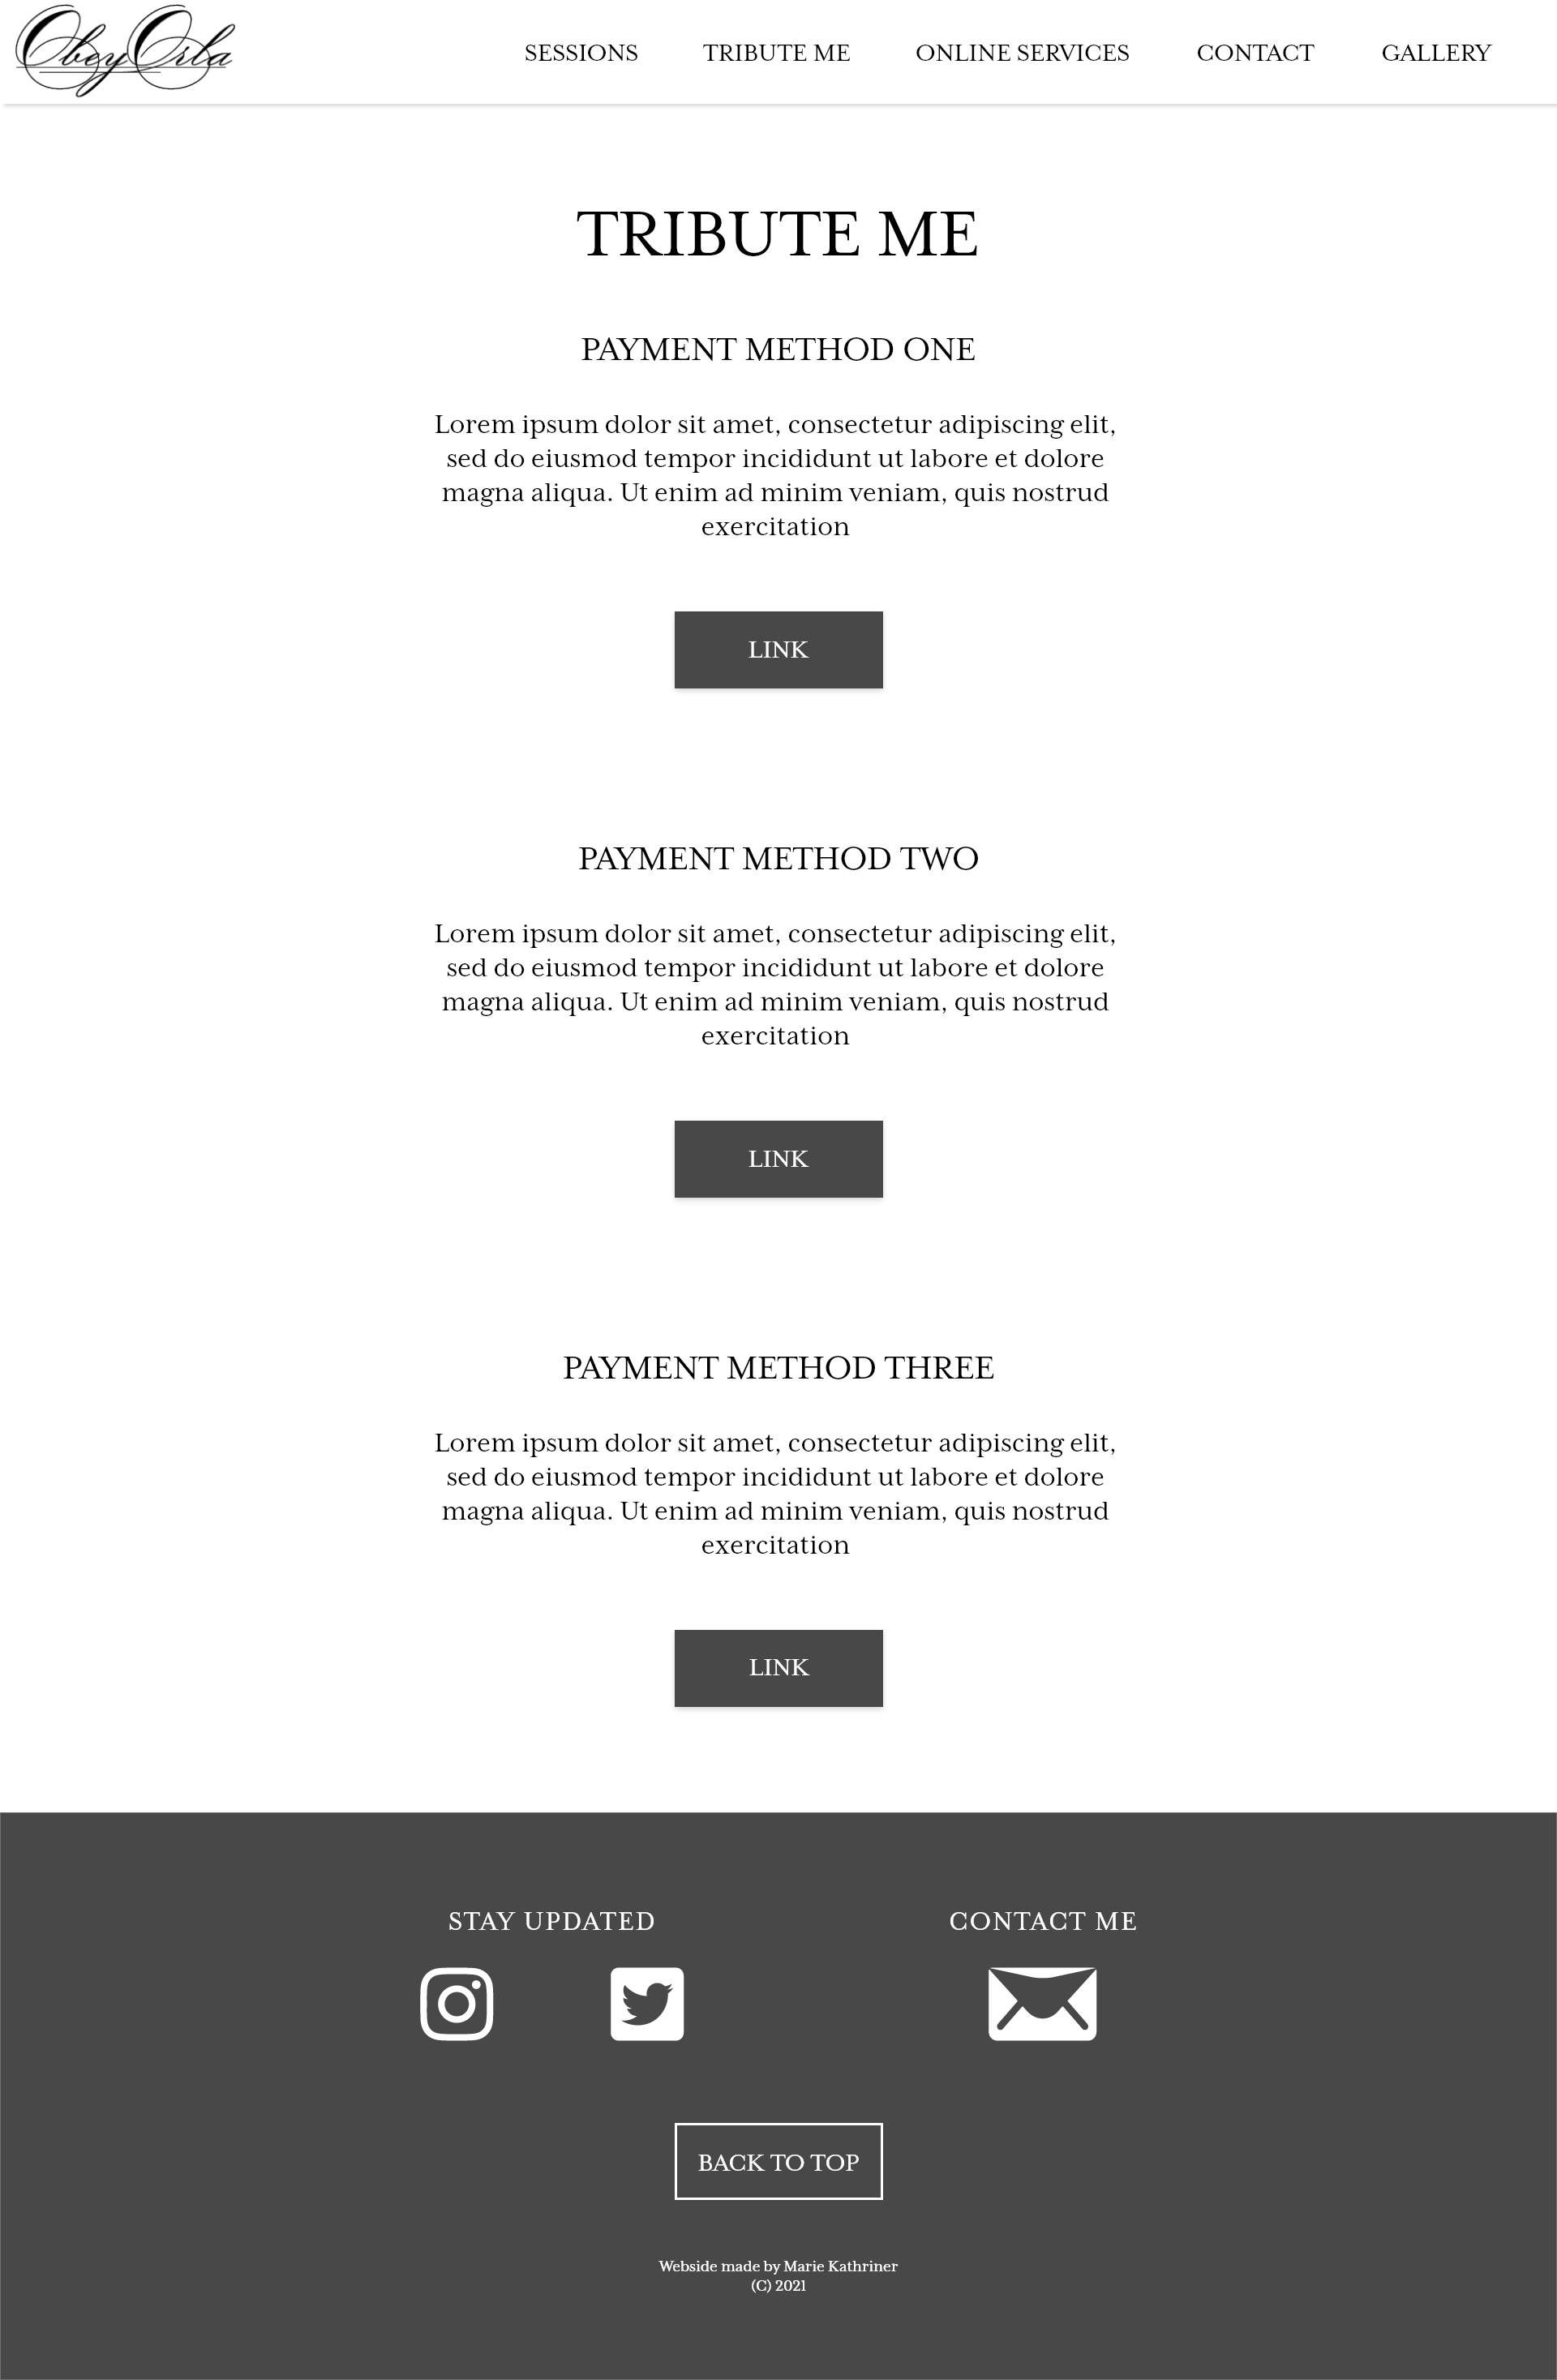 ObeyOrla
SESSIONS TRIBUTE ME ONLINE SERVICES CONTACT GALLERY
TRIBUTE ME
PAYMENT METHOD ONE
Lorem ipsum dolor sit amet, consectetur adipiscing elit,
sed do eiusmod tempor incididunt ut labore et dolore
magna aliqua. Ut enim ad minim veniam, quis nostrud
exercitation
LINK
PAYMENT METHOD TWO
Lorem ipsum dolor sit amet, consectetur adipiscing elit,
sed do eiusmod tempor incididunt ut labore et dolore
magna aliqua. Ut enim ad minim veniam, quis nostrud
exercitation
LINK
PAYMENT METHOD THREE
Lorem ipsum dolor sit amet, consectetur adipiscing elit,
sed do eiusmod tempor incididunt ut labore et dolore
magna aliqua. Ut enim ad minim veniam, quis nostrud
exercitation
LINK
STAY UPDATED CONTACT ME
BACK TO TOP
Webside made by Marie Kathriner
(C) 2021